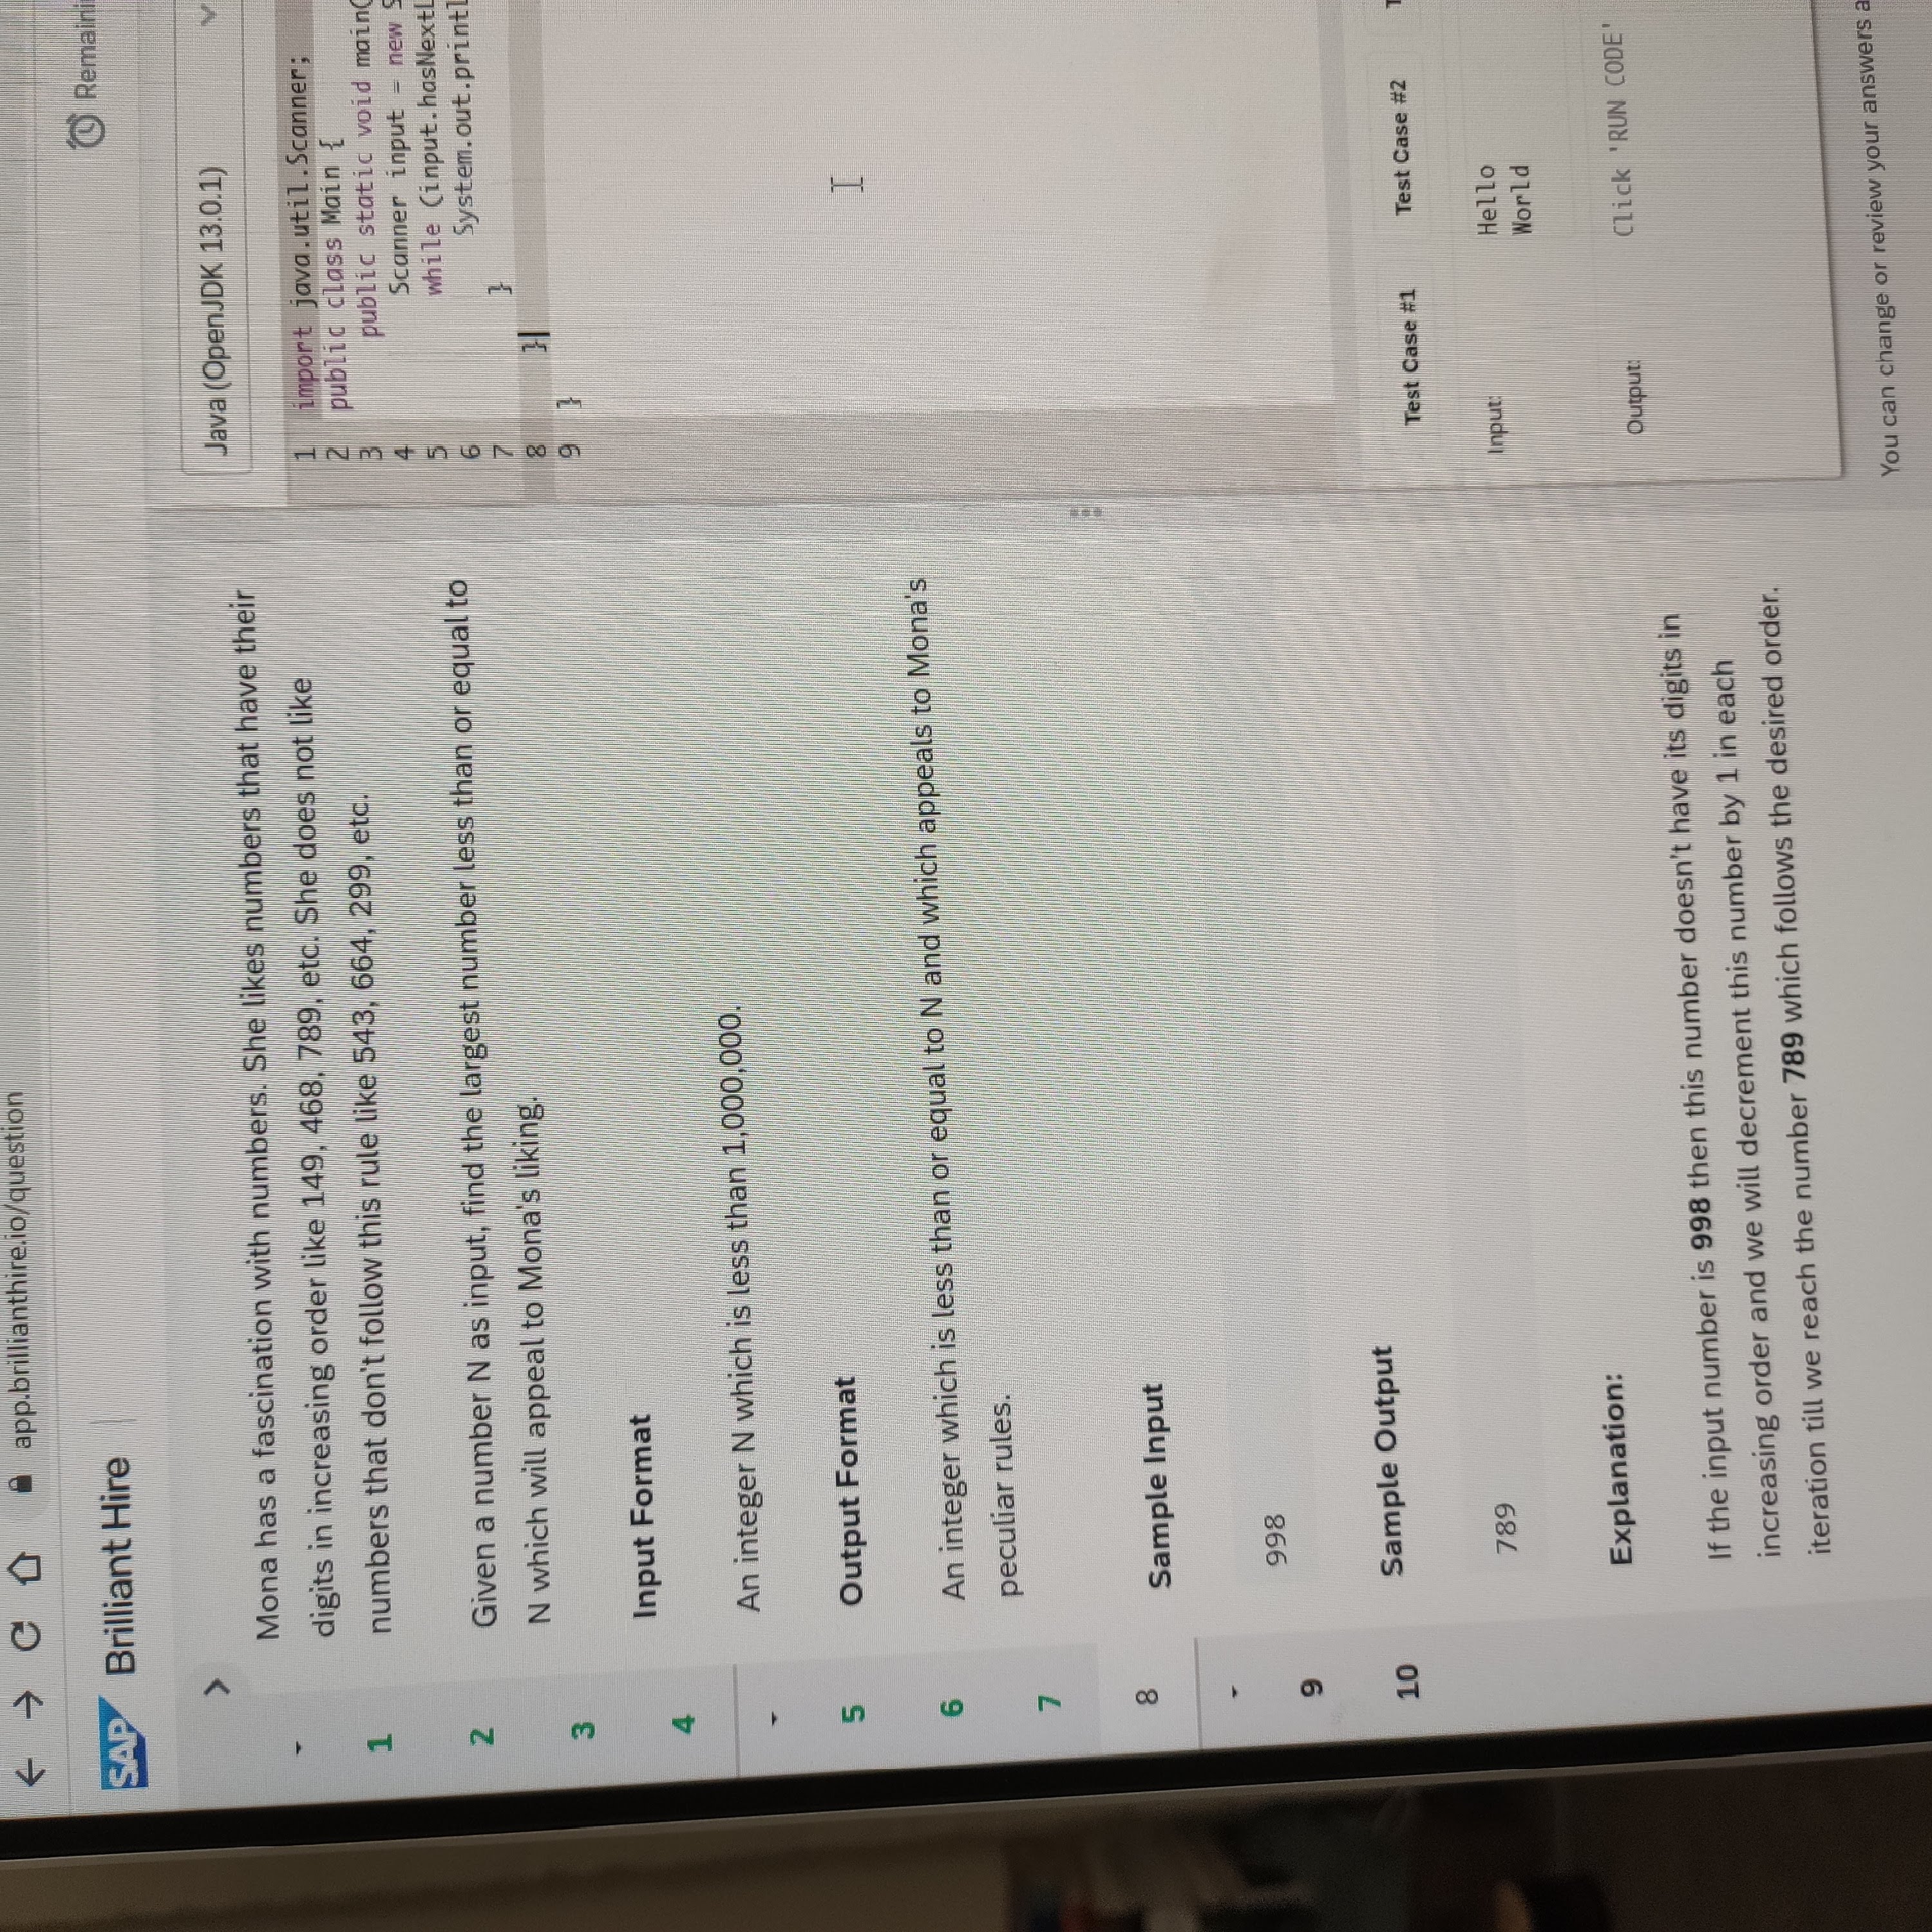 app.brillianthire.io/question
SAP Brilliant Hire
Mona has a fascination with numbers. She likes numbers that have their
digits in increasing order like 149, 468, 789, etc. She does not like
numbers that don't follow this rule like 543, 664, 299, etc.
Given a number N as input, find the largest number less than or equal to
N which will appeal to Mona's liking.
Input Format
An integer N which is less than 1,000,000.
Output Format
An integer which is less than or equal to N and which appeals to Mona's
peculiar rules.
Sample Input
998
Sample Output
789
Explanation:
If the input number is 998 then this number doesn't have its digits in
increasing order and we will decrement this number by 1 in each
iteration till we reach the number 789 which follows the desired order.
1
2
3
4
5
6
7
8
9
10
Remaini
Java (OpenJDK 13.0.1)
1 import java.util.Scanner;
2 public class Main {
3 public static void main(
4 Scanner input = new S
5 while (input.hasNextL
6 System.out.printl
7 }
8 }
9 }
Test Case #1 Test Case #2 T
Input: Hello
World
Output: Click 'RUN CODE'
You can change or review your answers a